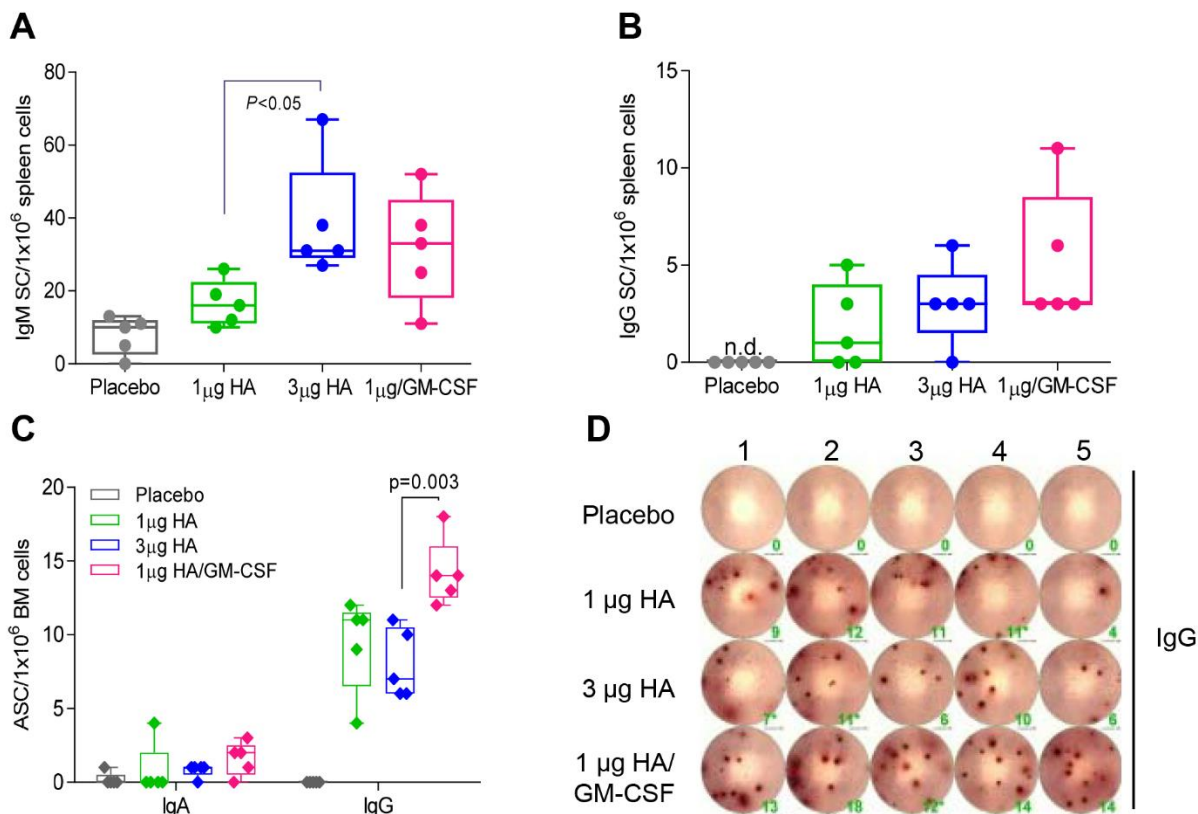 A
IgM SC/1x10⁶ spleen cells
80
60
40
20
0
P<0.05
Placebo
1µg HA
3µg HA
1µg/GM-CSF
B
IgG SC/1x10⁶ spleen cells
15
10
5
0
n.d.
Placebo
1µg HA
3µg HA
1µg/GM-CSF
C
ASC/1x10⁶ BM cells
20
15
10
5
0
Placebo
1µg HA
3µg HA
1µg HA/GM-CSF
p=0.003
IgA
IgG
D
1 2 3 4 5
Placebo
0 0 0 0 0
1 µg HA
9 12 11 11* 4
3 µg HA
7* 11* 6 10 6
1 µg HA/
GM-CSF
13 18 12* 14 14
IgG